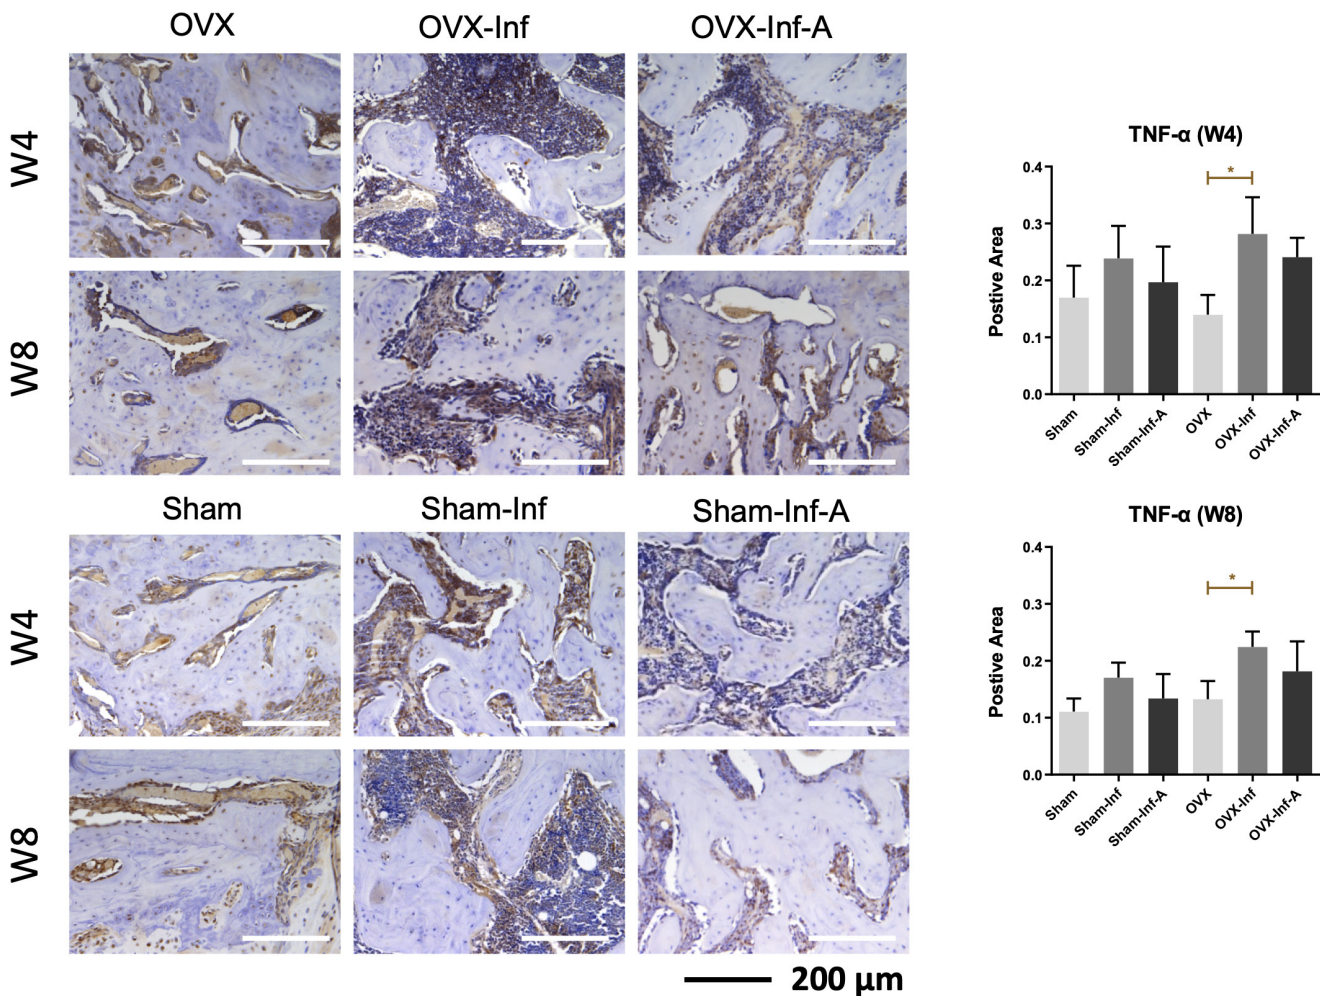 OVX OVX-Inf OVX-Inf-A
W4
W8
Sham Sham-Inf Sham-Inf-A
W4
W8
200 μm
TNF-α (W4)
Postive Area
0.4
0.3
0.2
0.1
0.0
*
Sham Sham-Inf Sham-Inf-A OVX OVX-Inf OVX-Inf-A
TNF-α (W8)
Postive Area
0.4
0.3
0.2
0.1
0.0
*
Sham Sham-Inf Sham-Inf-A OVX OVX-Inf OVX-Inf-A